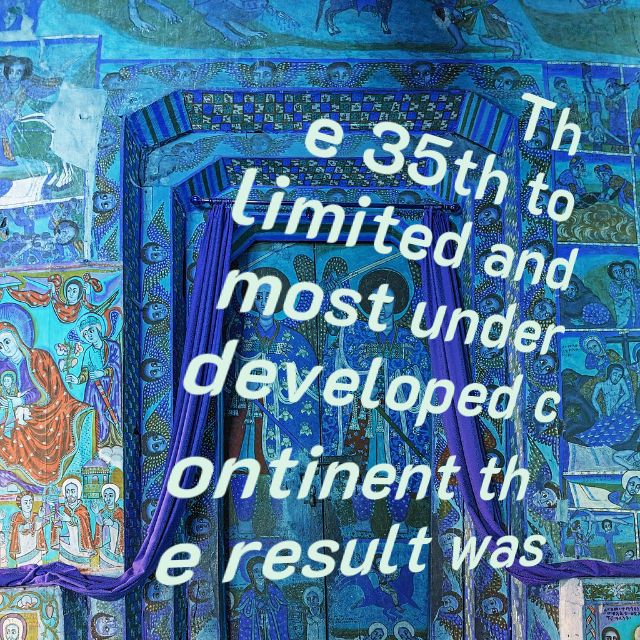 Th
e 35th to
limited and
most under
developed c
ontinent th
e result was